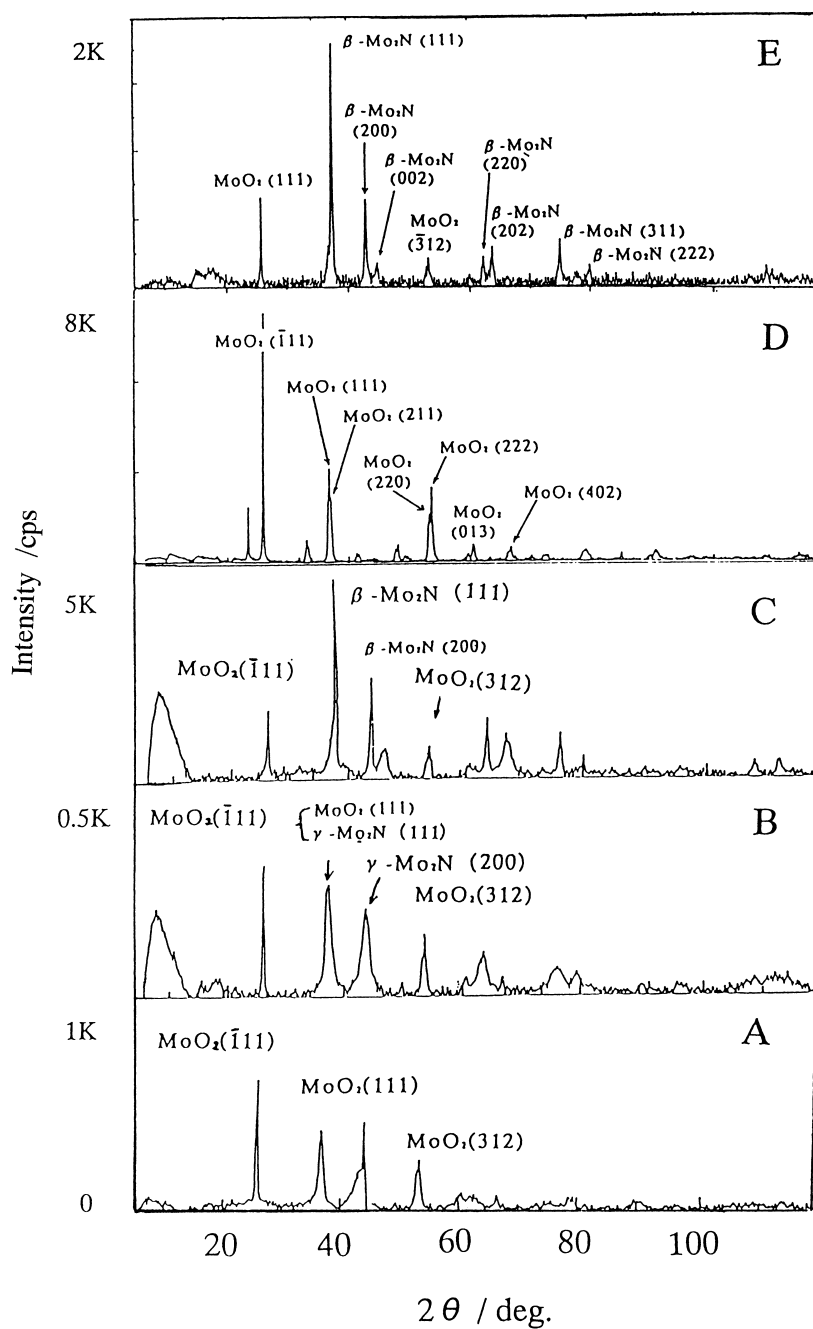 2K
E
β-Mo₂N (111)
β-Mo₂N
(200)
β-Mo₂N
(002)
MoO₂ (111)
MoO₂
(3̄12)
β-Mo₂N
(220)
β-Mo₂N
(202)
β-Mo₂N (311)
β-Mo₂N (222)
8K
D
MoO₂ (1̄11)
MoO₂ (111)
MoO₂ (211)
MoO₂
(220)
MoO₂ (222)
MoO₂
(013)
MoO₂ (402)
5K
C
β-Mo₂N (111)
β-Mo₂N (200)
MoO₂(1̄11)
MoO₂(312)
0.5K
B
MoO₂(1̄11)
MoO₂ (111)
γ-Mo₂N (111)
γ-Mo₂N (200)
MoO₂(312)
1K
A
MoO₂(1̄11)
MoO₂(111)
MoO₂(312)
0
20 40 60 80 100
2θ / deg.
Intensity /cps